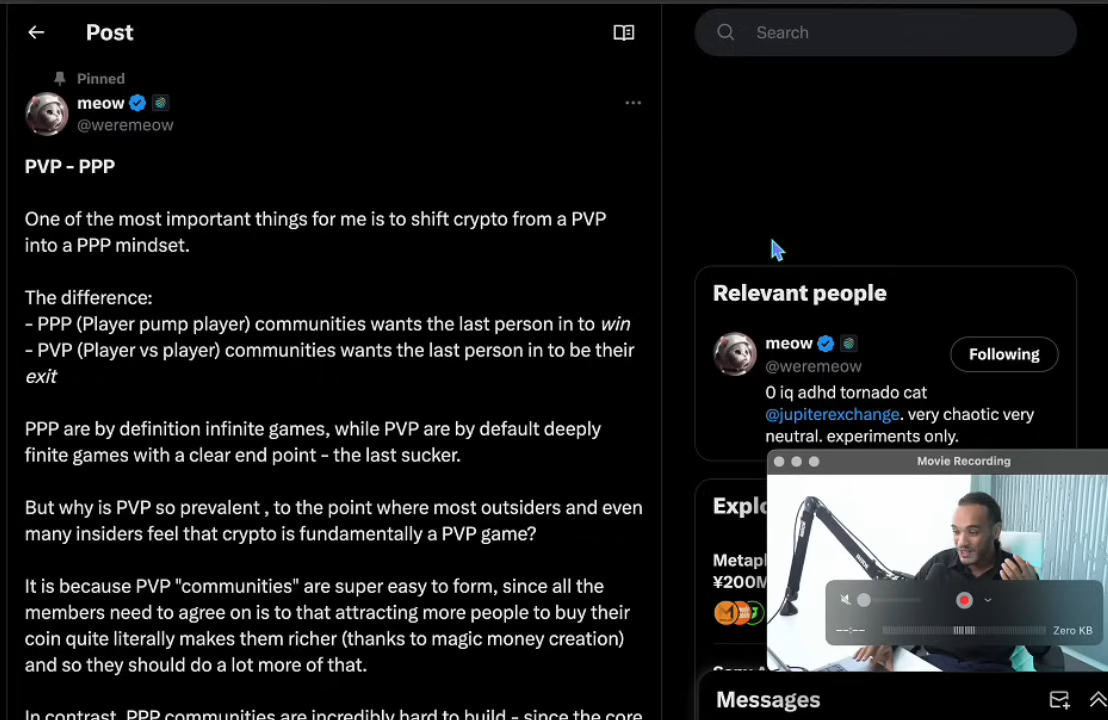 Post
Search
Pinned
meow
@weremeow
PVP - PPP
One of the most important things for me is to shift crypto from a PVP
into a PPP mindset.
The difference:
- PPP (Player pump player) communities wants the last person in to win
- PVP (Player vs player) communities wants the last person in to be their
exit
PPP are by definition infinite games, while PVP are by default deeply
finite games with a clear end point - the last sucker.
But why is PVP so prevalent , to the point where most outsiders and even
many insiders feel that crypto is fundamentally a PVP game?
It is because PVP "communities" are super easy to form, since all the
members need to agree on is to that attracting more people to buy their
coin quite literally makes them richer (thanks to magic money creation)
and so they should do a lot more of that.
In contrast, PPP communities are incredibly hard to build - since the core
Relevant people
meow
@weremeow
Following
0 iq adhd tornado cat
@jupiterexchange. very chaotic very
neutral. experiments only.
Movie Recording
Explo
Metapl
¥200M
--:--
Zero KB
Messages